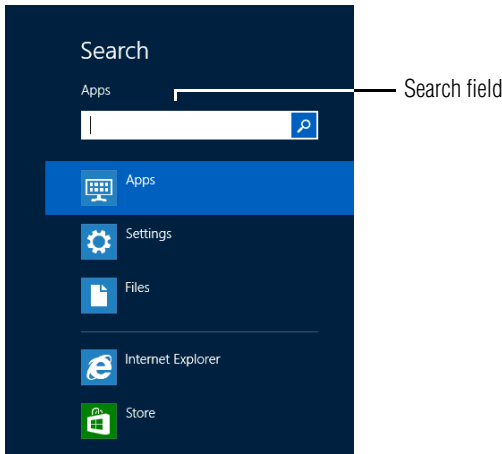 Search
Apps
Search field
Apps
Settings
Files
Internet Explorer
Store